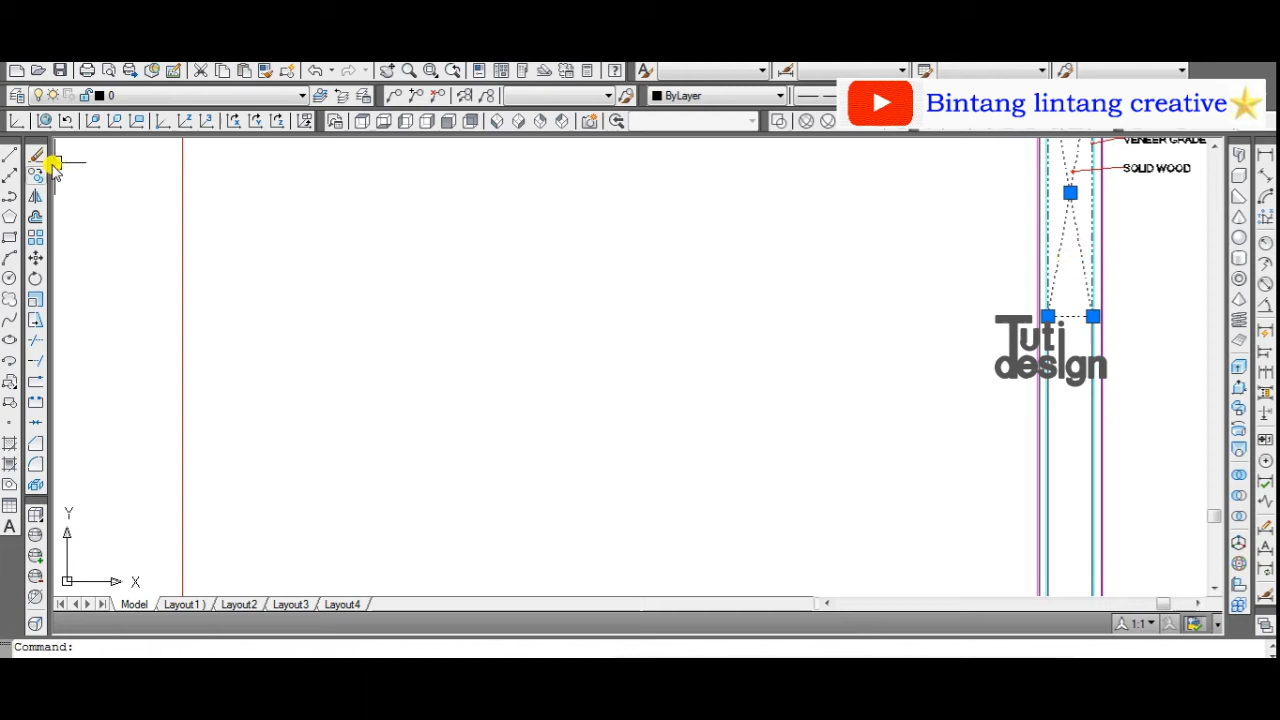 0
ByLayer
Bintang lintang creative
VENEER GRADE
SOLID WOOD
Tuti
design
Y
X
A
Model
Layout1
Layout2
Layout3
Layout4
1:1
Command: